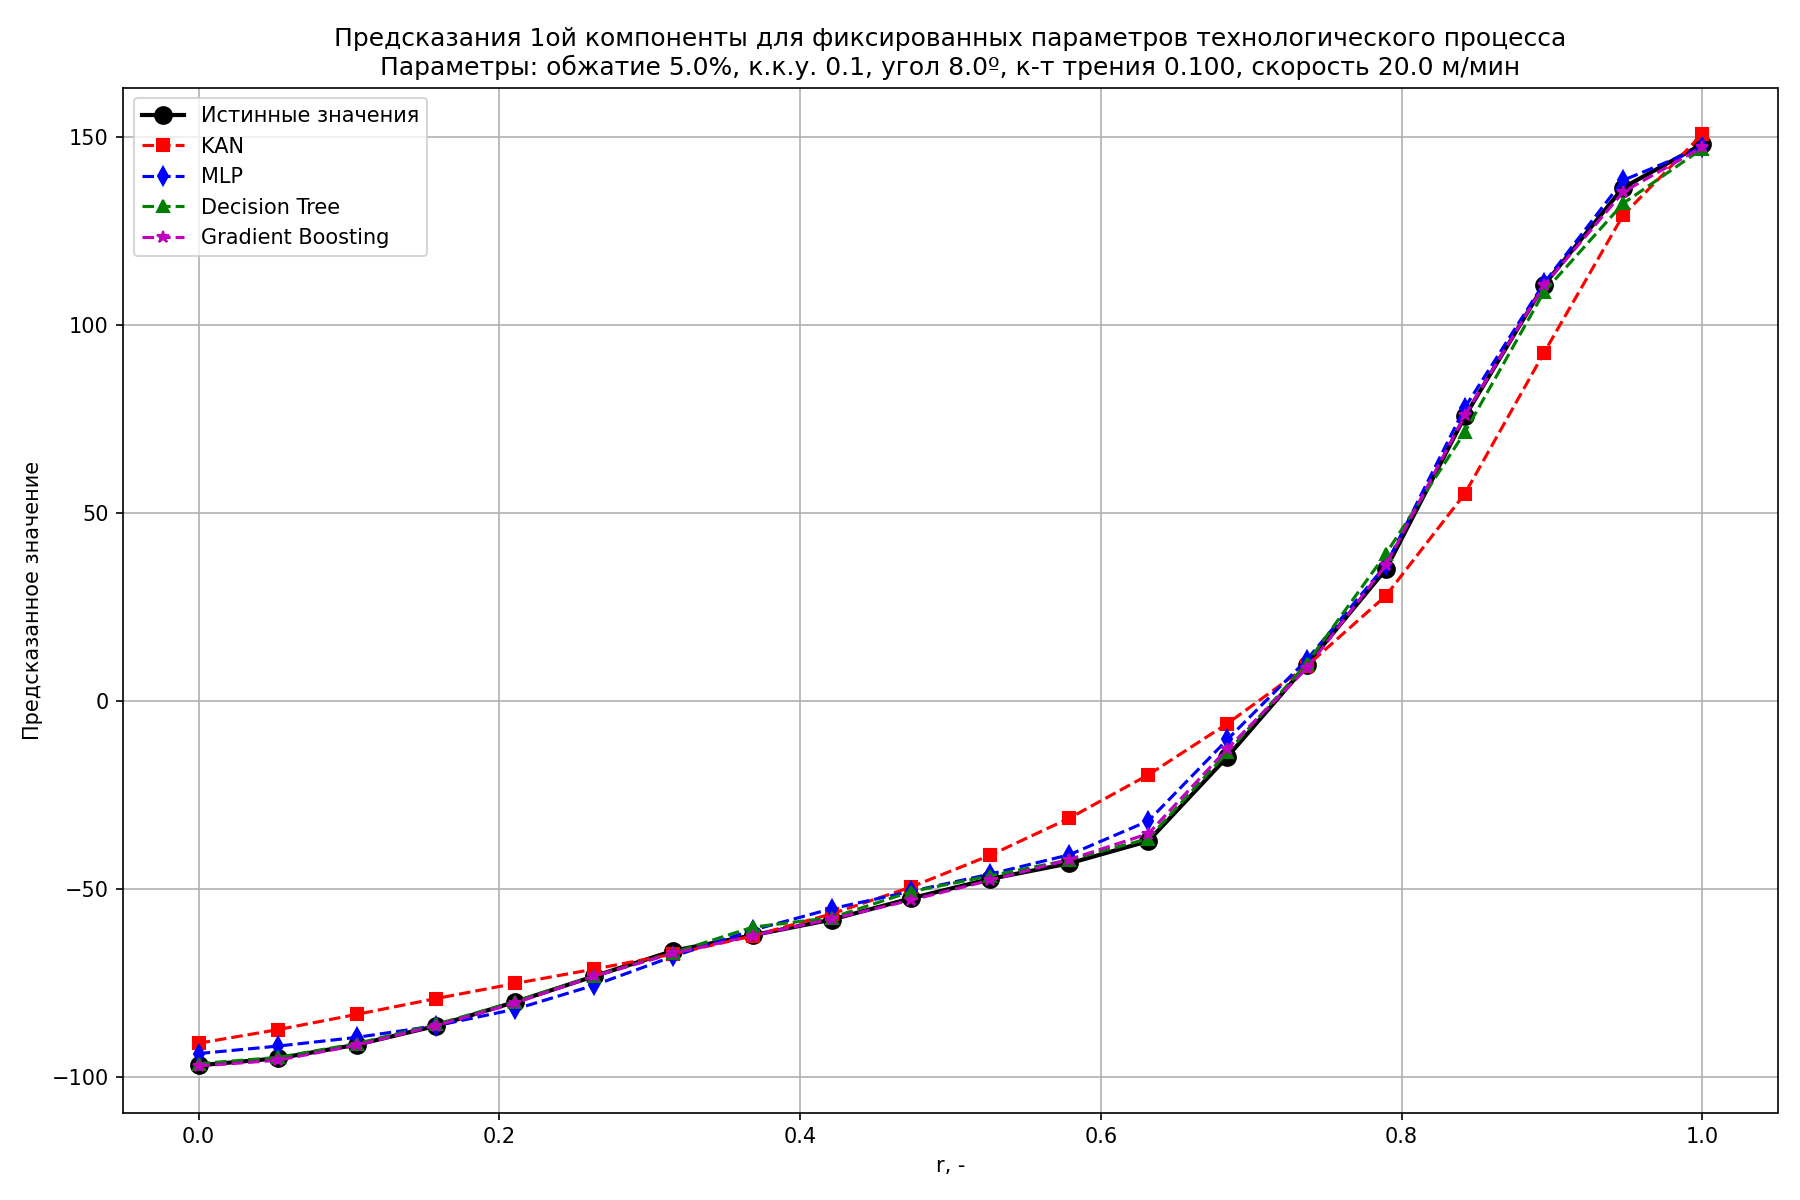 Предсказания 1ой компоненты для фиксированных параметров технологического процесса
Параметры: обжатие 5.0%, к.к.у. 0.1, угол 8.0º, к-т трения 0.100, скорость 20.0 м/мин
Истинные значения
KAN
MLP
Decision Tree
Gradient Boosting
Предсказанное значение
150
100
50
0
−50
−100
0.0
0.2
0.4
0.6
0.8
1.0
r, -